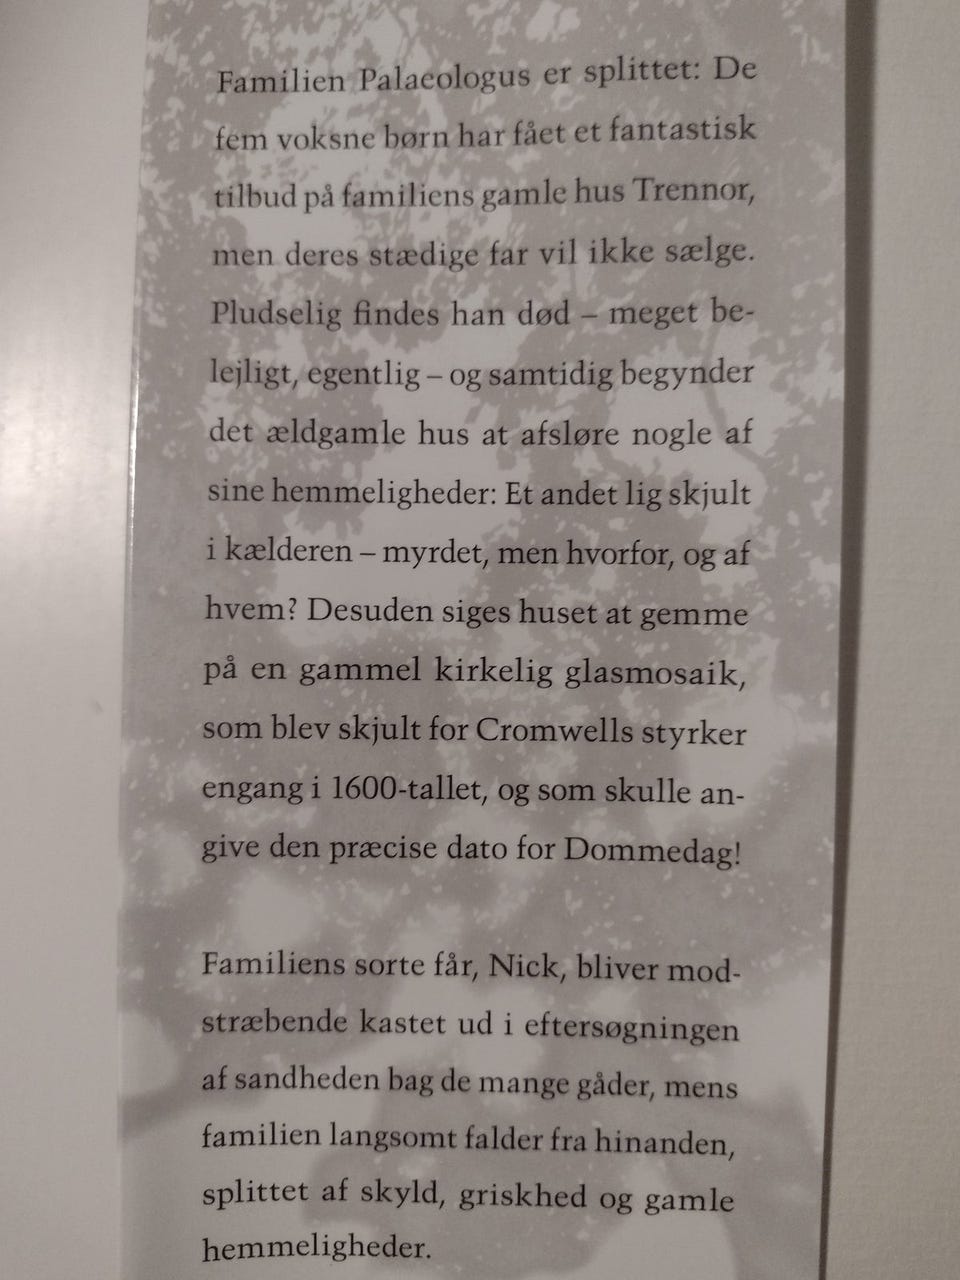 Familien Palaeologus er splittet: De
fem voksne børn har fået et fantastisk
tilbud på familiens gamle hus Trennor,
men deres stædige far vil ikke sælge.
Pludselig findes han død – meget be-
lejligt, egentlig – og samtidig begynder
det ældgamle hus at afsløre nogle af
sine hemmeligheder: Et andet lig skjult
i kælderen – myrdet, men hvorfor, og af
hvem? Desuden siges huset at gemme
på en gammel kirkelig glasmosaik,
som blev skjult for Cromwells styrker
engang i 1600-tallet, og som skulle an-
give den præcise dato for Dommedag!
Familiens sorte får, Nick, bliver mod-
stræbende kastet ud i eftersøgningen
af sandheden bag de mange gåder, mens
familien langsomt falder fra hinanden,
splittet af skyld, griskhed og gamle
hemmeligheder.